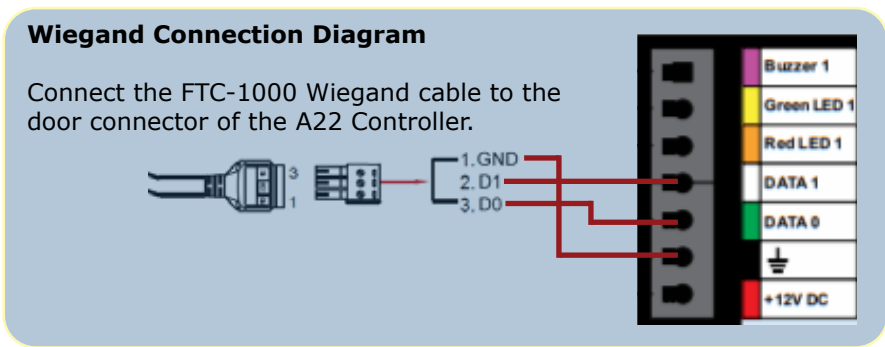 Wiegand Connection Diagram
Connect the FTC-1000 Wiegand cable to the
door connector of the A22 Controller.
3
1
1.GND
2. D1
3. D0
Buzzer 1
Green LED 1
Red LED 1
DATA 1
DATA 0
+12V DC